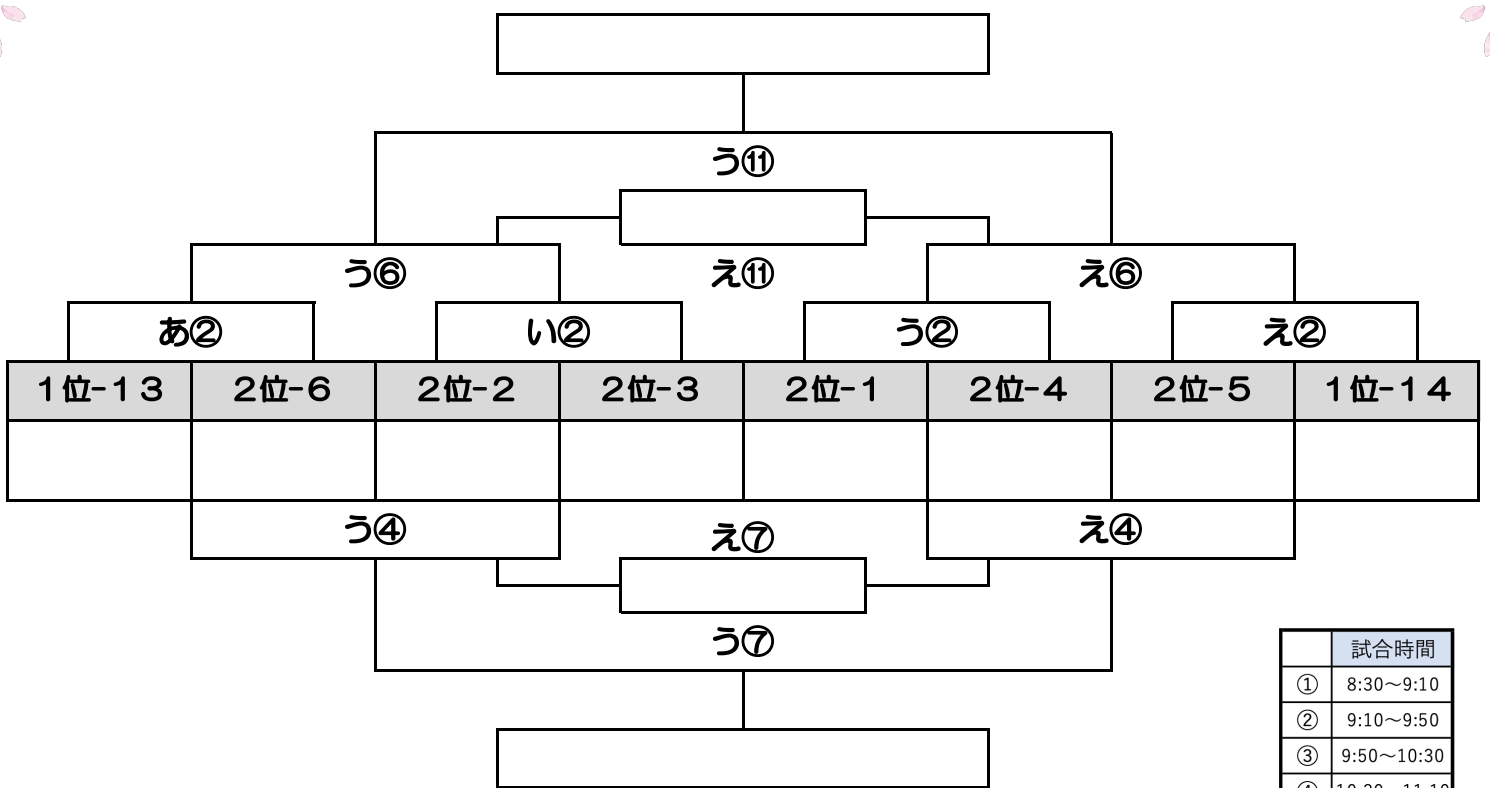 う⑪
う⑥ え⑪ え⑥
あ② い② う② え②
１位-１３ ２位-６ ２位-２ ２位-３ ２位-１ ２位-４ ２位-５ １位-１４
う④ え⑦ え④
う⑦
試合時間
① 8:30～9:10
② 9:10～9:50
③ 9:50～10:30